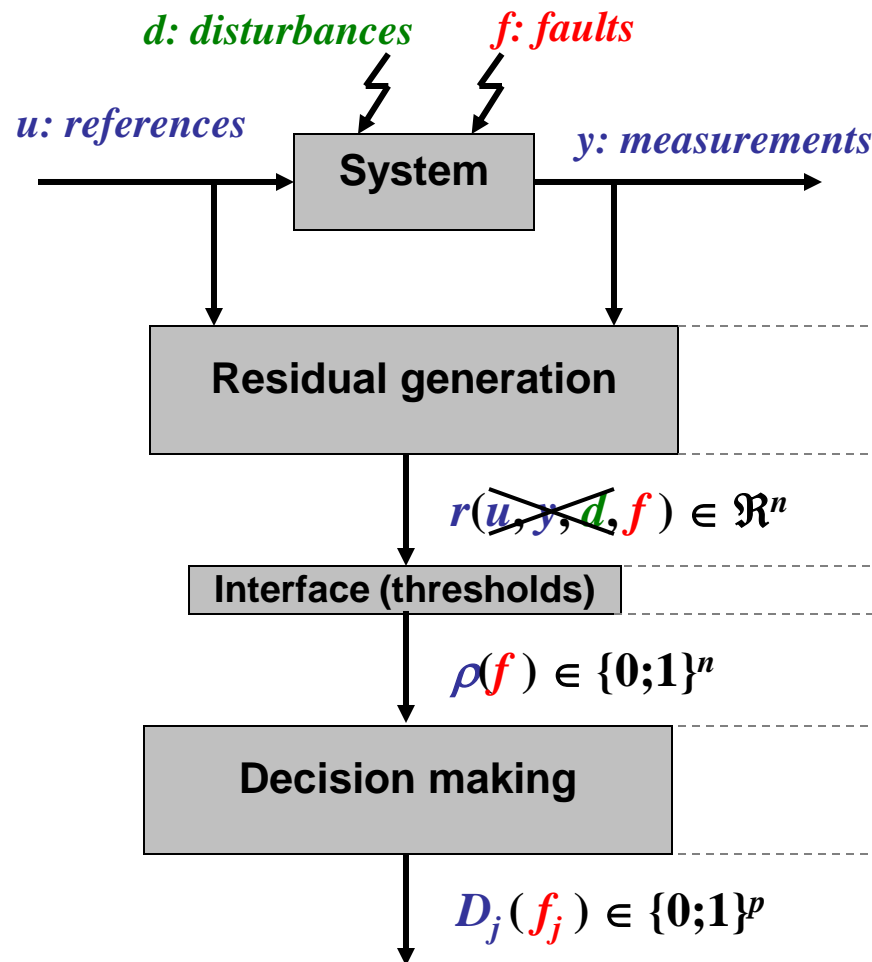 d: disturbances
f: faults
u: references
y: measurements
System
Residual generation
r(u, y, d, f ) ∈ ℜⁿ
Interface (thresholds)
ρ(f ) ∈ {0;1}ⁿ
Decision making
Dⱼ ( fⱼ ) ∈ {0;1}ᵖ